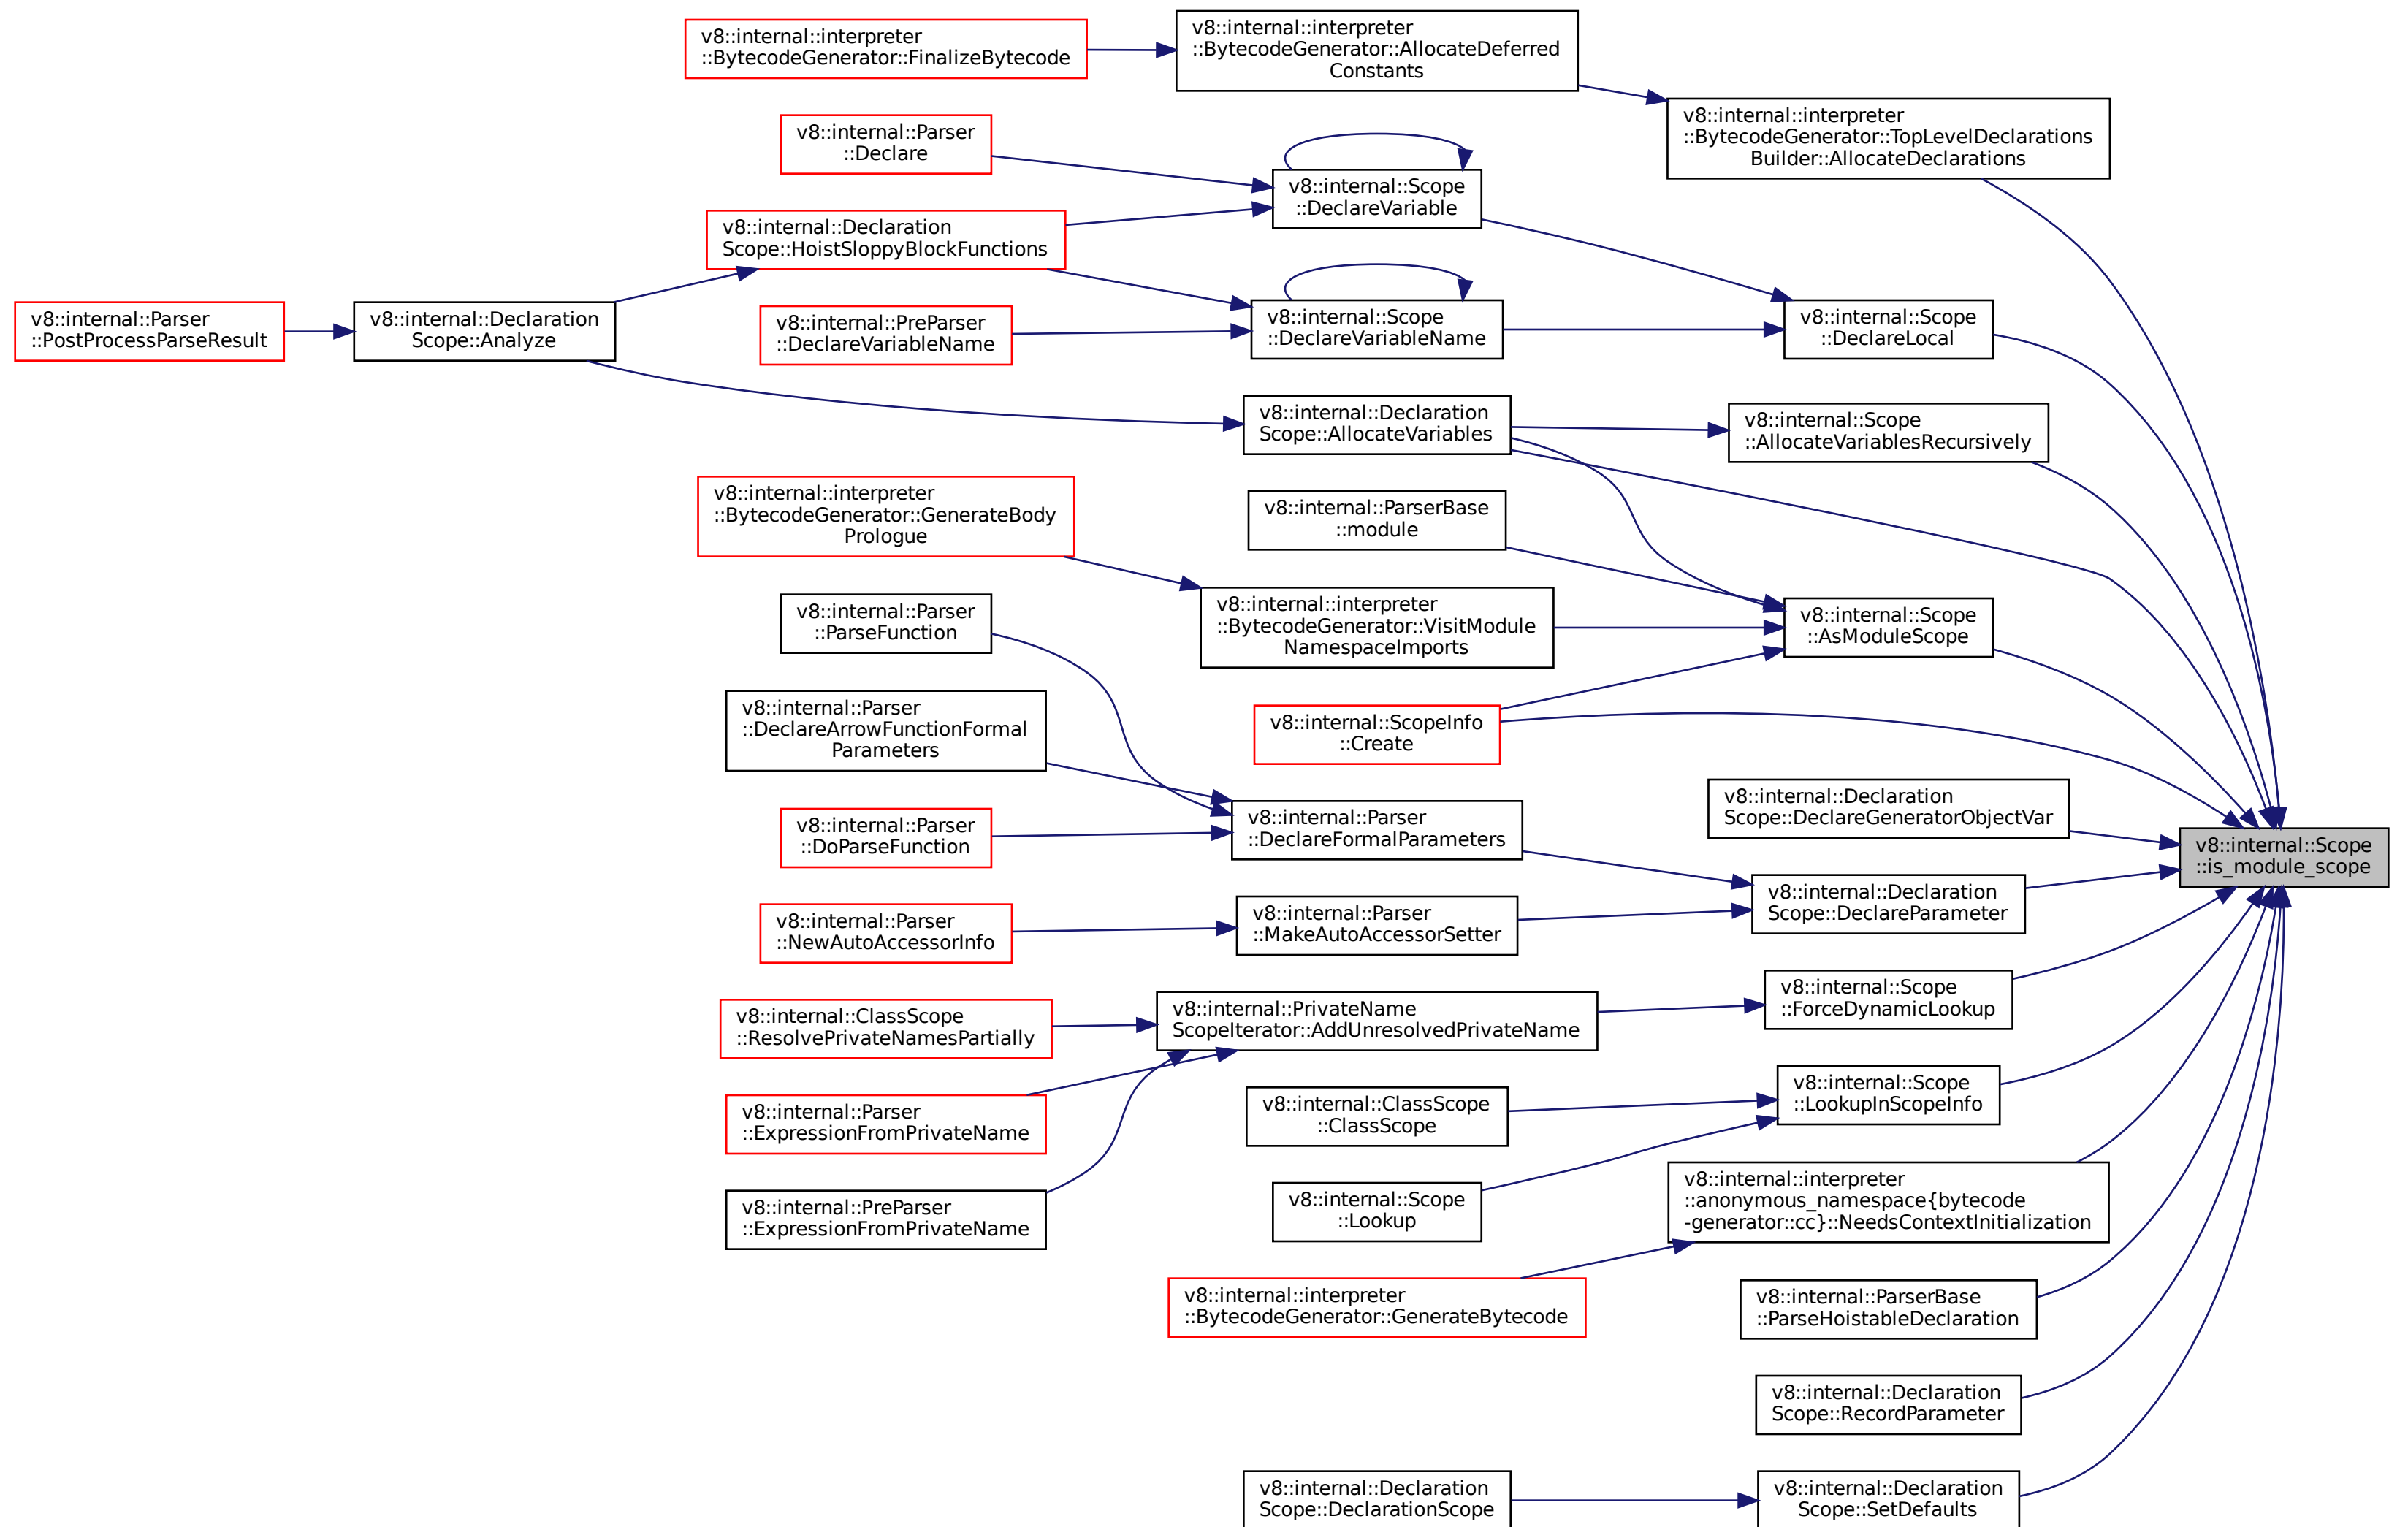 v8::internal::interpreter
::BytecodeGenerator::FinalizeBytecode
v8::internal::interpreter
::BytecodeGenerator::AllocateDeferred
Constants
v8::internal::interpreter
::BytecodeGenerator::TopLevelDeclarations
Builder::AllocateDeclarations
v8::internal::Parser
::Declare
v8::internal::Scope
::DeclareVariable
v8::internal::Declaration
Scope::HoistSloppyBlockFunctions
v8::internal::Parser
::PostProcessParseResult
v8::internal::Declaration
Scope::Analyze
v8::internal::PreParser
::DeclareVariableName
v8::internal::Scope
::DeclareVariableName
v8::internal::Scope
::DeclareLocal
v8::internal::Declaration
Scope::AllocateVariables
v8::internal::Scope
::AllocateVariablesRecursively
v8::internal::interpreter
::BytecodeGenerator::GenerateBody
Prologue
v8::internal::ParserBase
::module
v8::internal::Parser
::ParseFunction
v8::internal::interpreter
::BytecodeGenerator::VisitModule
NamespaceImports
v8::internal::Scope
::AsModuleScope
v8::internal::Parser
::DeclareArrowFunctionFormal
Parameters
v8::internal::ScopeInfo
::Create
v8::internal::Declaration
Scope::DeclareGeneratorObjectVar
v8::internal::Parser
::DoParseFunction
v8::internal::Parser
::DeclareFormalParameters
v8::internal::Scope
::is_module_scope
v8::internal::Declaration
Scope::DeclareParameter
v8::internal::Parser
::NewAutoAccessorInfo
v8::internal::Parser
::MakeAutoAccessorSetter
v8::internal::ClassScope
::ResolvePrivateNamesPartially
v8::internal::PrivateName
ScopeIterator::AddUnresolvedPrivateName
v8::internal::Scope
::ForceDynamicLookup
v8::internal::Parser
::ExpressionFromPrivateName
v8::internal::ClassScope
::ClassScope
v8::internal::Scope
::LookupInScopeInfo
v8::internal::PreParser
::ExpressionFromPrivateName
v8::internal::Scope
::Lookup
v8::internal::interpreter
::anonymous_namespace{bytecode
-generator::cc}::NeedsContextInitialization
v8::internal::interpreter
::BytecodeGenerator::GenerateBytecode
v8::internal::ParserBase
::ParseHoistableDeclaration
v8::internal::Declaration
Scope::RecordParameter
v8::internal::Declaration
Scope::DeclarationScope
v8::internal::Declaration
Scope::SetDefaults